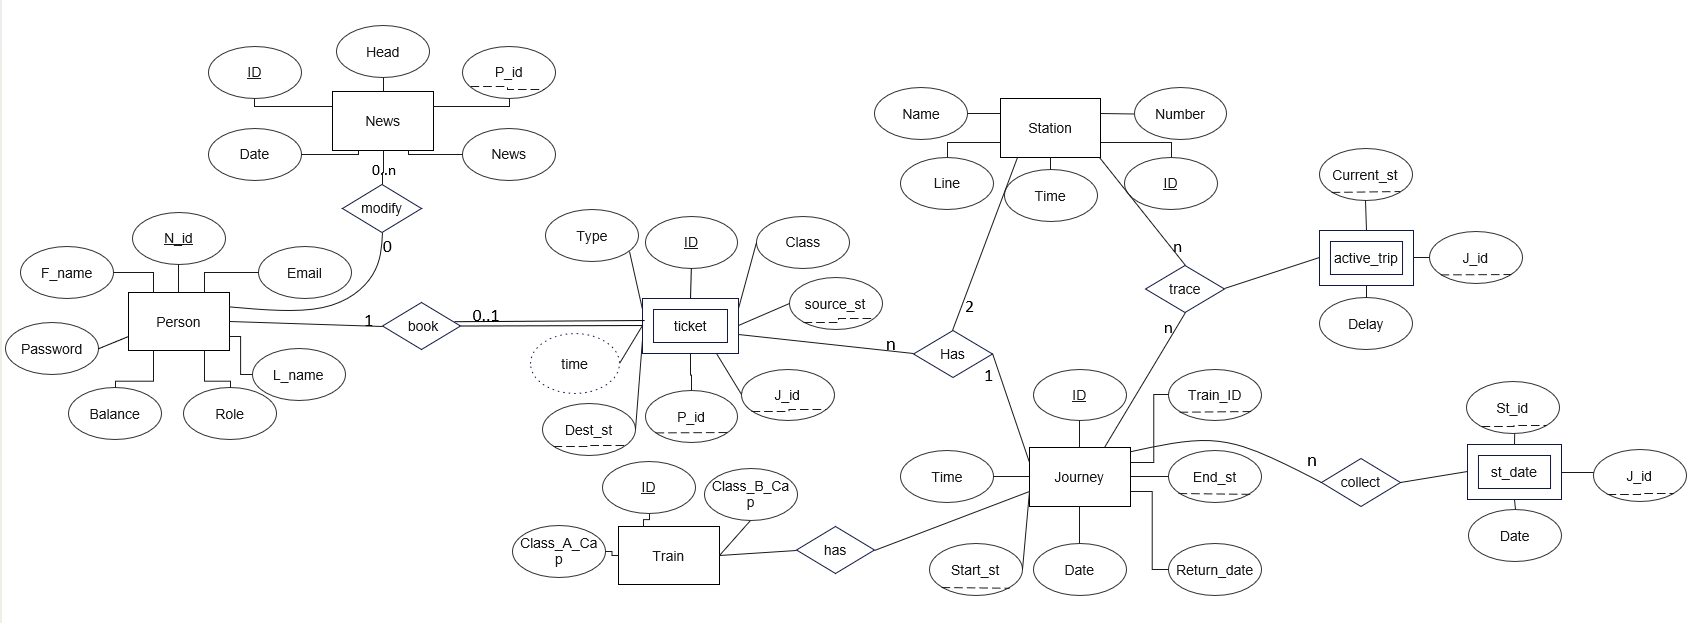 Head
ID
P_id
News
Date
News
0..n
modify
0
N_id
F_name
Email
Person
Password
L_name
Balance
Role
1
book
0..1
Type
ID
Class
source_st
ticket
time
J_id
P_id
Dest_st
n
Has
2
1
Name
Station
Number
Line
Time
ID
n
trace
n
Current_st
active_trip
J_id
Delay
ID
Train_ID
Time
Journey
End_st
Start_st
Date
Return_date
n
collect
St_id
st_date
J_id
Date
ID
Class_B_Ca
p
Class_A_Ca
p
Train
has